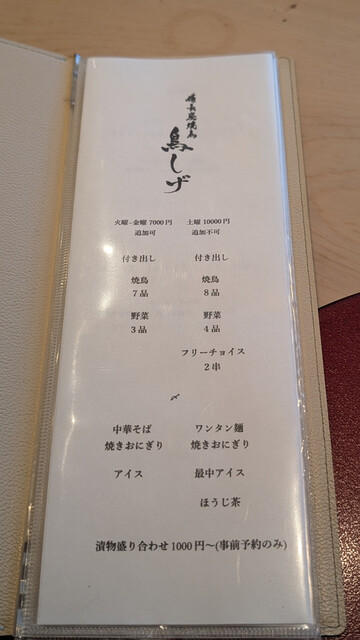 備長炭焼鳥
鳥しげ
火曜~金曜 7000円 土曜 10000円
追加可 追加不可
付き出し 付き出し
焼鳥 焼鳥
7品 8品
野菜 野菜
3品 4品
フリーチョイス
2串
〆
中華そば ワンタン麺
焼きおにぎり 焼きおにぎり
アイス 最中アイス
ほうじ茶
漬物盛り合わせ1000円〜(事前予約のみ)